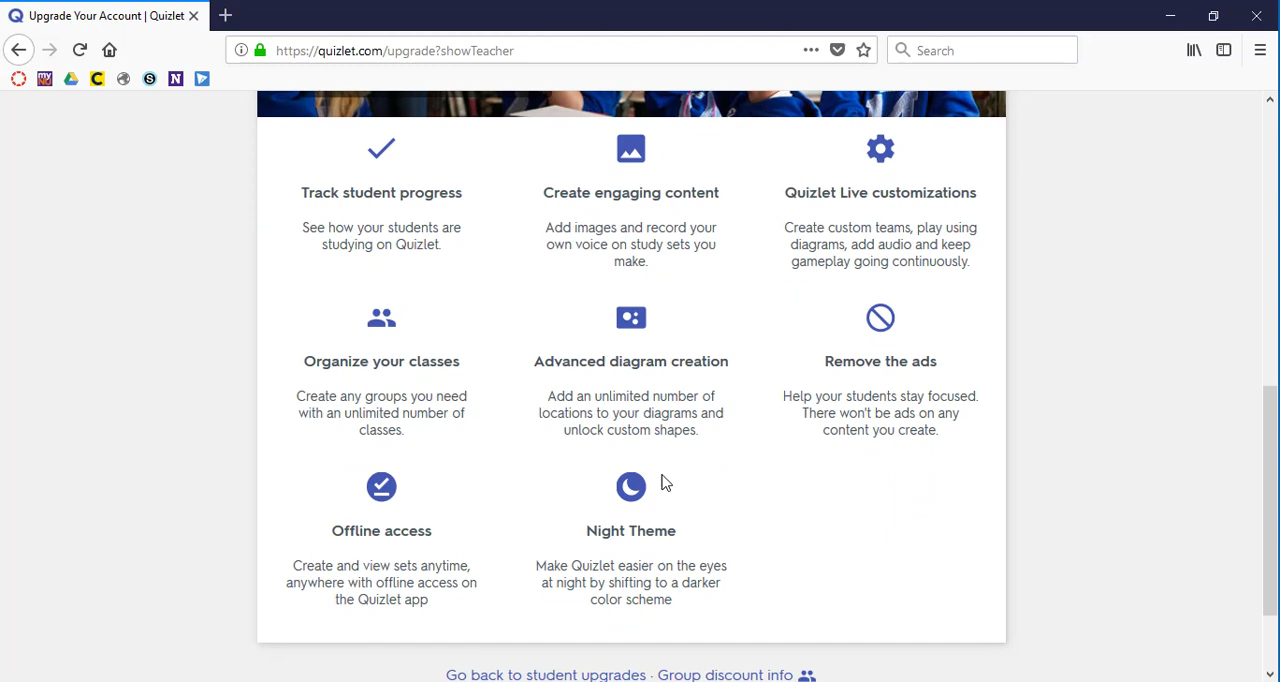 Upgrade Your Account | Quizlet
https://quizlet.com/upgrade?showTeacher
Search
Track student progress
See how your students are
studying on Quizlet.
Create engaging content
Add images and record your
own voice on study sets you
make.
Quizlet Live customizations
Create custom teams, play using
diagrams, add audio and keep
gameplay going continuously.
Organize your classes
Create any groups you need
with an unlimited number of
classes.
Advanced diagram creation
Add an unlimited number of
locations to your diagrams and
unlock custom shapes.
Remove the ads
Help your students stay focused.
There won't be ads on any
content you create.
Offline access
Create and view sets anytime,
anywhere with offline access on
the Quizlet app
Night Theme
Make Quizlet easier on the eyes
at night by shifting to a darker
color scheme
Go back to student upgrades · Group discount info